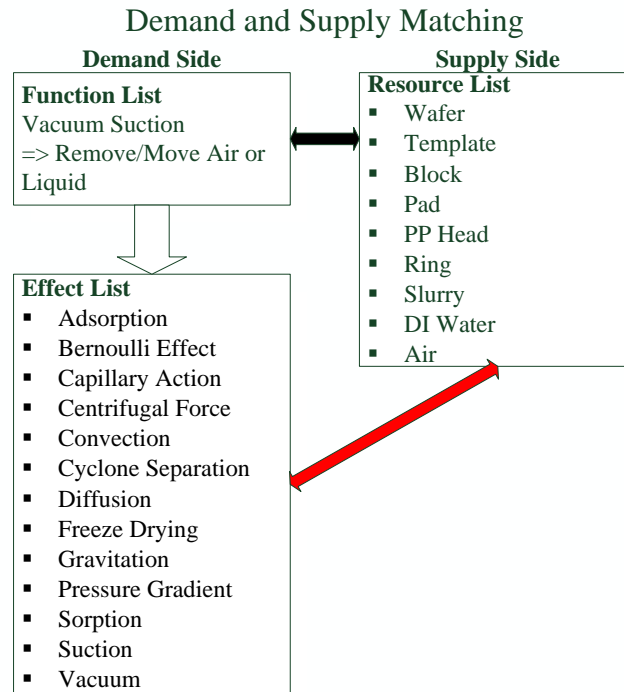 Demand and Supply Matching
Demand Side
Function List
Vacuum Suction
=> Remove/Move Air or
Liquid
Effect List
▪ Adsorption
▪ Bernoulli Effect
▪ Capillary Action
▪ Centrifugal Force
▪ Convection
▪ Cyclone Separation
▪ Diffusion
▪ Freeze Drying
▪ Gravitation
▪ Pressure Gradient
▪ Sorption
▪ Suction
▪ Vacuum
Supply Side
Resource List
▪ Wafer
▪ Template
▪ Block
▪ Pad
▪ PP Head
▪ Ring
▪ Slurry
▪ DI Water
▪ Air